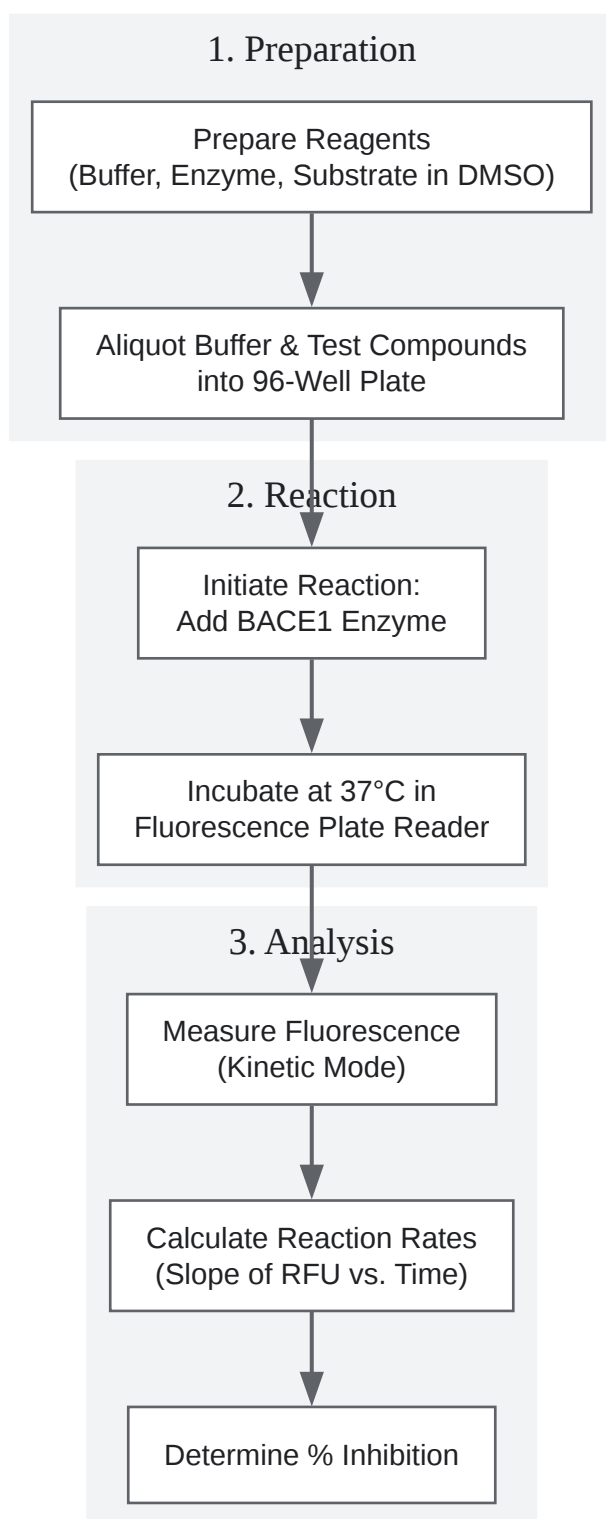 1. Preparation
Prepare Reagents
(Buffer, Enzyme, Substrate in DMSO)
Aliquot Buffer & Test Compounds
into 96-Well Plate
2. Reaction
Initiate Reaction:
Add BACE1 Enzyme
Incubate at 37°C in
Fluorescence Plate Reader
3. Analysis
Measure Fluorescence
(Kinetic Mode)
Calculate Reaction Rates
(Slope of RFU vs. Time)
Determine % Inhibition